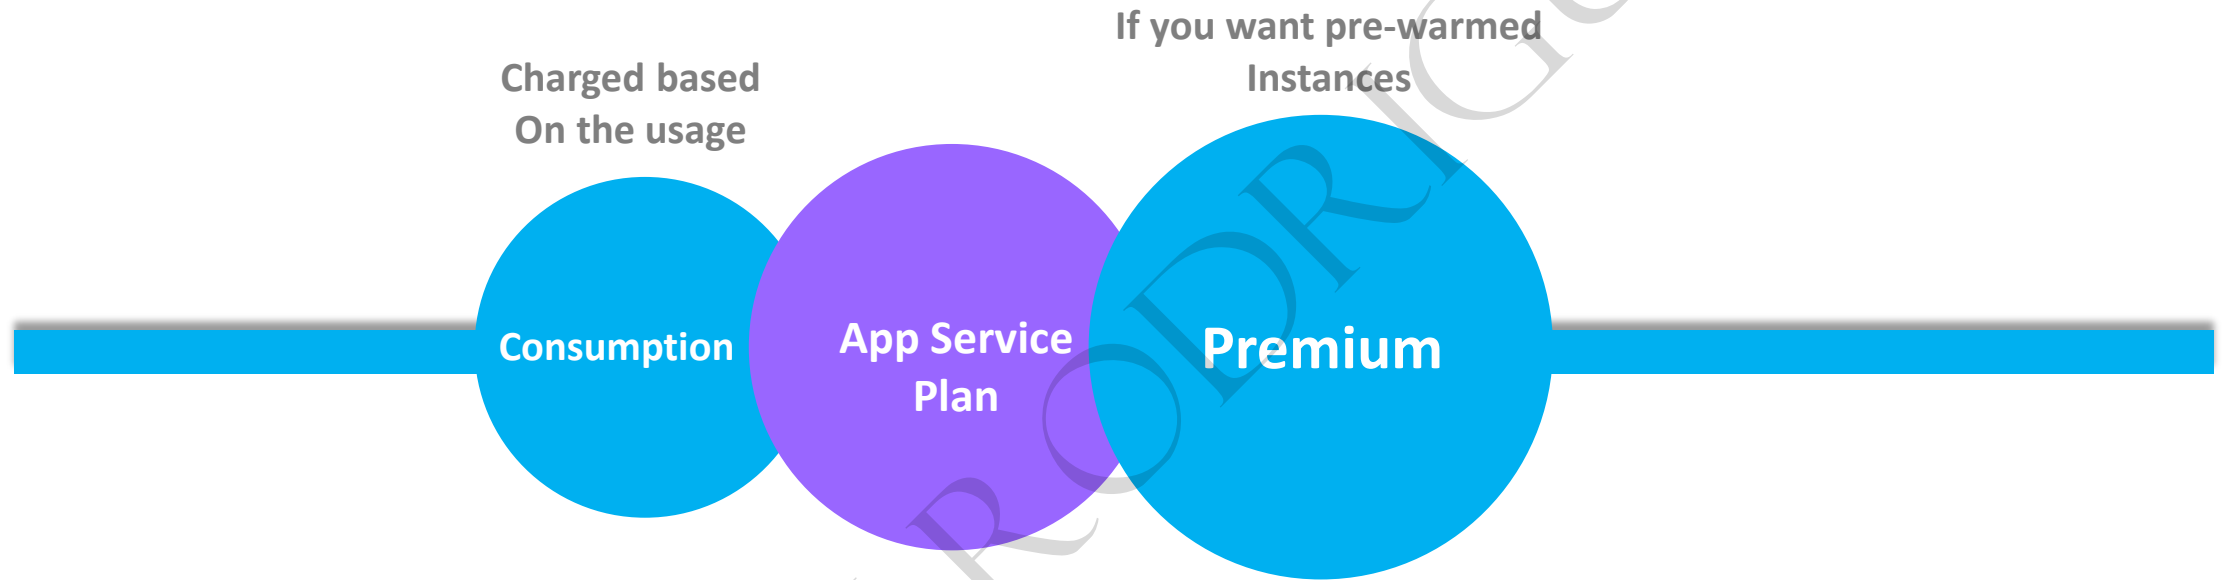 If you want pre-warmed
Instances
Charged based
On the usage
Consumption
App Service
Plan
Premium